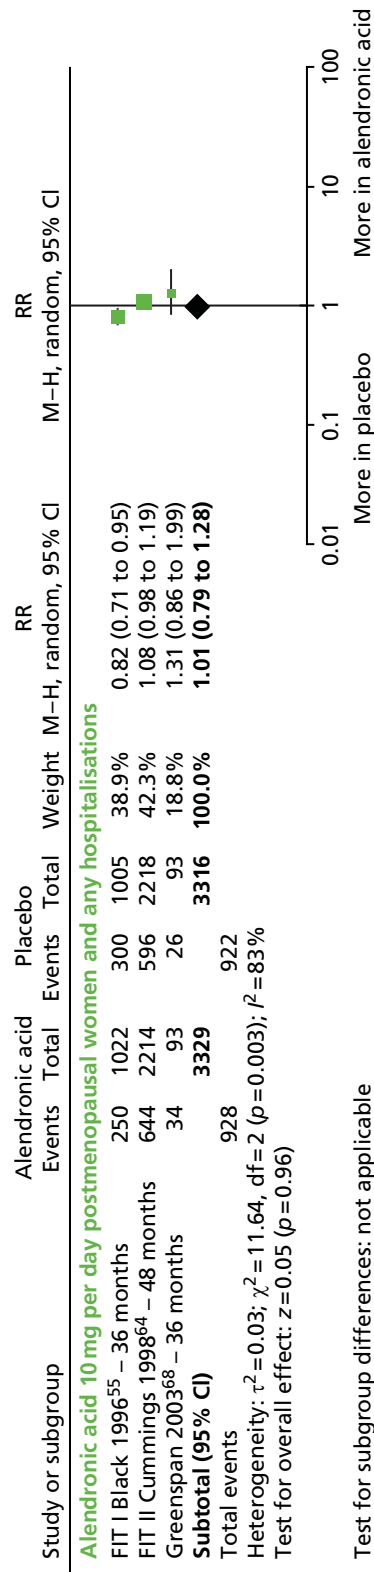 Alendronic acid Placebo RR RR
Study or subgroup Events Total Events Total Weight M–H, random, 95% CI M–H, random, 95% CI
Alendronic acid 10 mg per day postmenopausal women and any hospitalisations
FIT I Black 1996⁵⁵ – 36 months 250 1022 300 1005 38.9% 0.82 (0.71 to 0.95)
FIT II Cummings 1998⁶⁴ – 48 months 644 2214 596 2218 42.3% 1.08 (0.98 to 1.19)
Greenspan 2003⁶⁸ – 36 months 34 93 26 93 18.8% 1.31 (0.86 to 1.99)
Subtotal (95% CI) 3329 3316 100.0% 1.01 (0.79 to 1.28)
Total events 928 922
Heterogeneity: τ²=0.03; χ²=11.64, df=2 (p=0.003); I²=83%
Test for overall effect: z=0.05 (p=0.96)
0.01 0.1 1 10 100
Test for subgroup differences: not applicable More in placebo More in alendronic acid